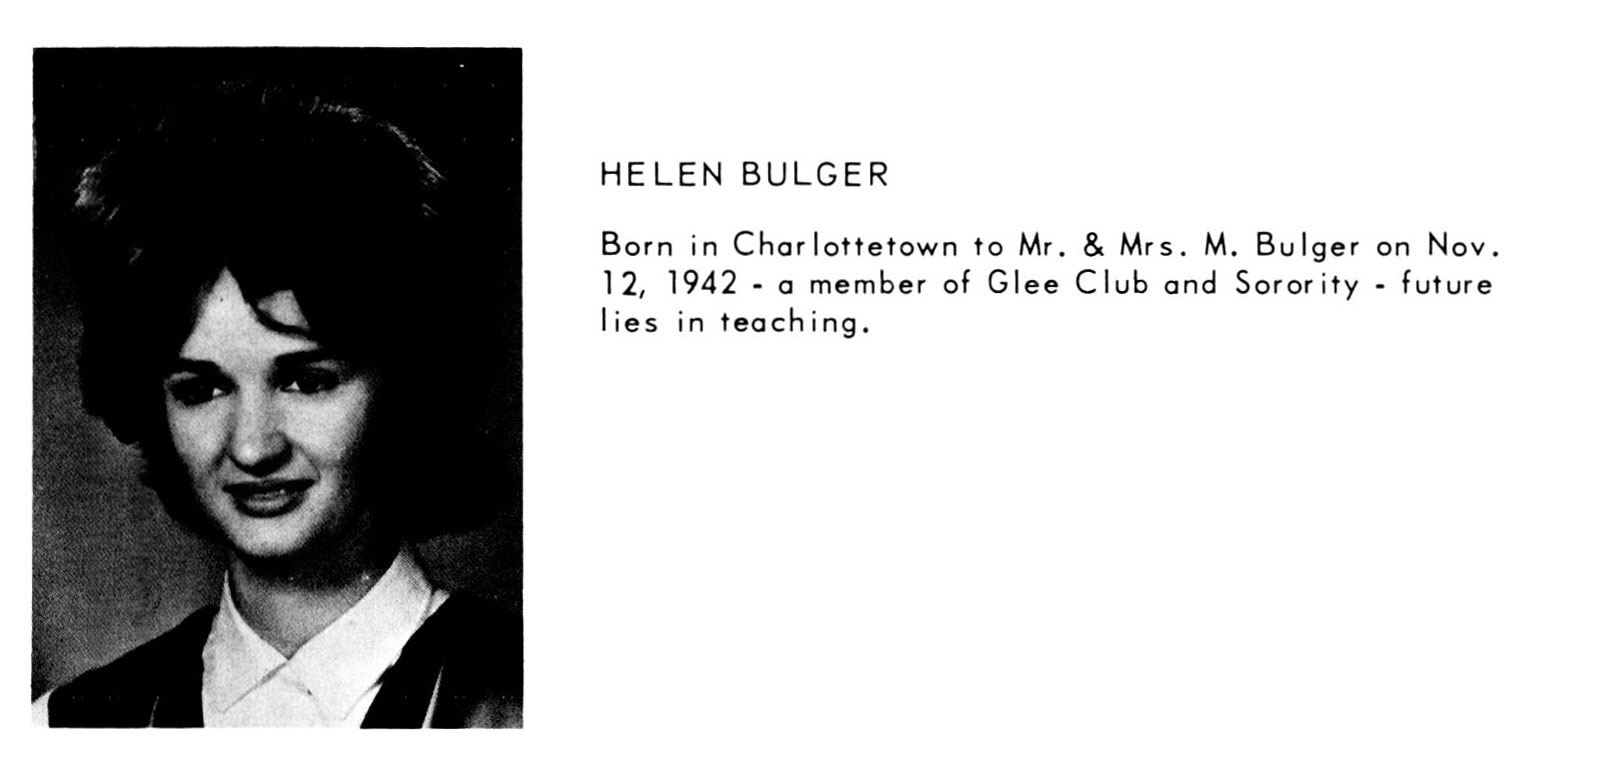 HELEN BULGER
Born in Charlottetown to Mr. & Mrs. M. Bulger on Nov.
12, 1942 - a member of Glee Club and Sorority - future
lies in teaching.